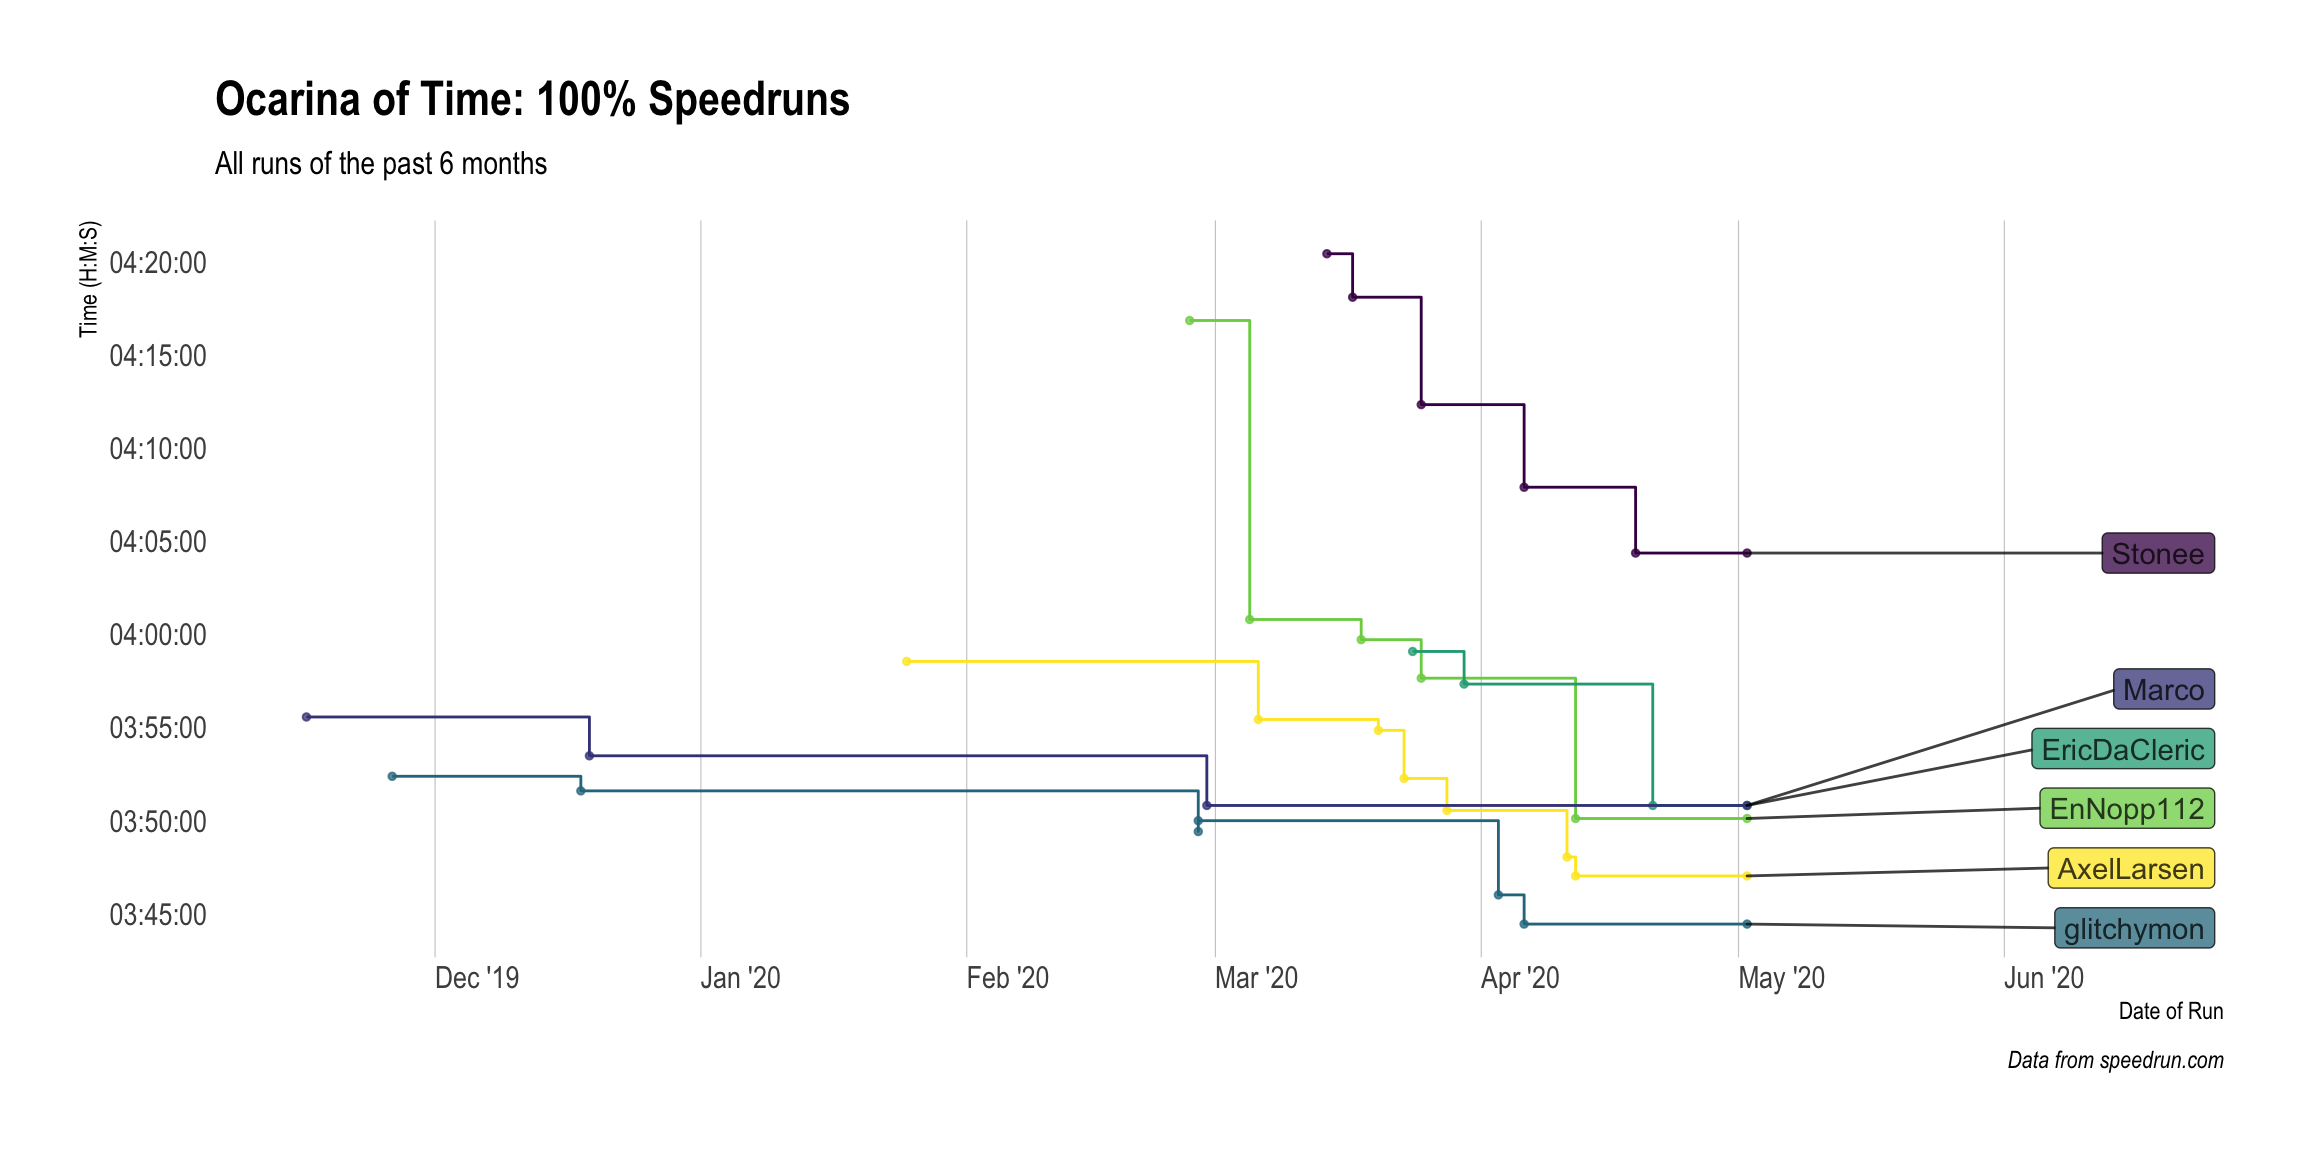 Ocarina of Time: 100% Speedruns
All runs of the past 6 months
Time (H:M:S)
04:20:00
04:15:00
04:10:00
04:05:00
04:00:00
03:55:00
03:50:00
03:45:00
Stonee
Marco
EricDaCleric
EnNopp112
AxelLarsen
glitchymon
Dec '19
Jan '20
Feb '20
Mar '20
Apr '20
May '20
Jun '20
Date of Run
Data from speedrun.com